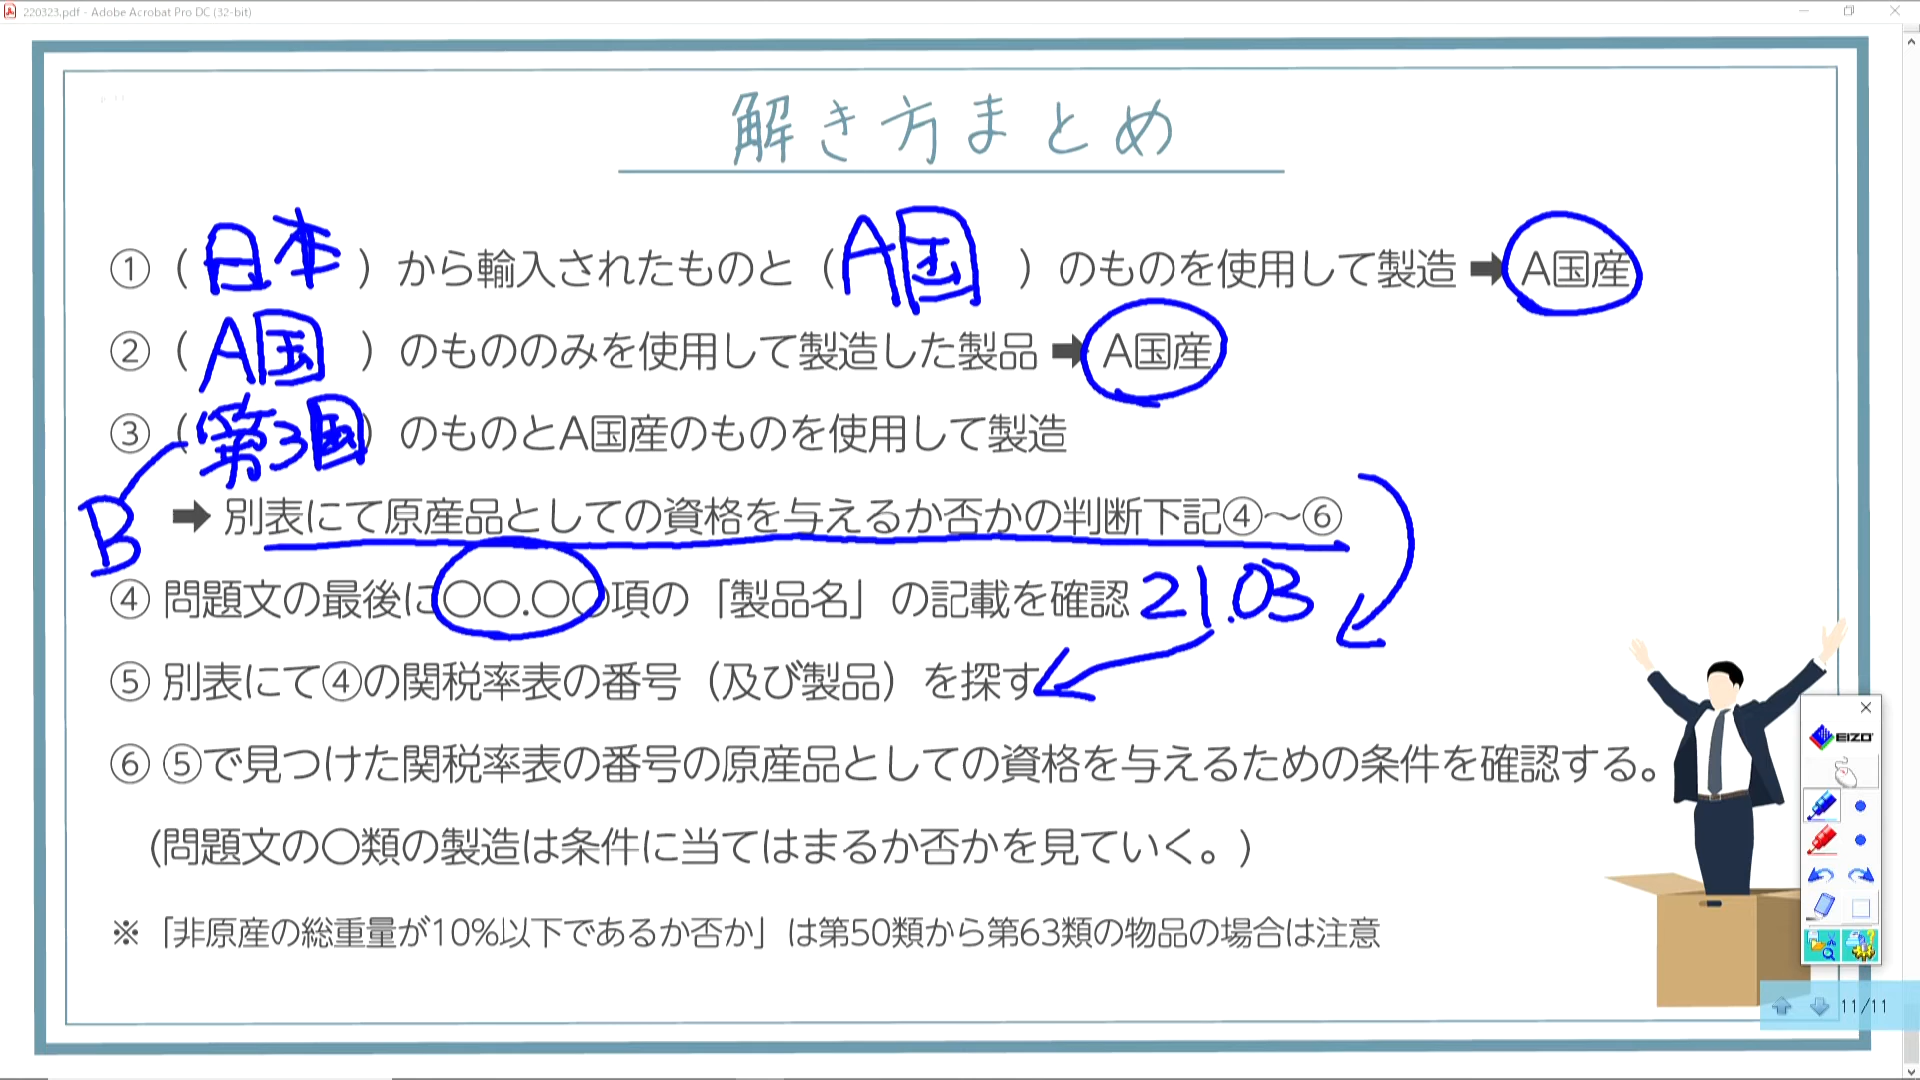 220323.pdf - Adobe Acrobat Pro DC (32-bit)
解き方まとめ
①（日本）から輸入されたものと（A国）のものを使用して製造➡A国産
②（A国）のもののみを使用して製造した製品➡A国産
③（第3国）のものとA国産のものを使用して製造
B
➡別表にて原産品としての資格を与えるか否かの判断下記④～⑥
④ 問題文の最後に○○.○○項の「製品名」の記載を確認 21.03
⑤ 別表にて④の関税率表の番号（及び製品）を探す
⑥ ⑤で見つけた関税率表の番号の原産品としての資格を与えるための条件を確認する。
(問題文の○類の製造は条件に当てはまるか否かを見ていく。)
※「非原産の総重量が10%以下であるか否か」は第50類から第63類の物品の場合は注意
EIZO
11/11